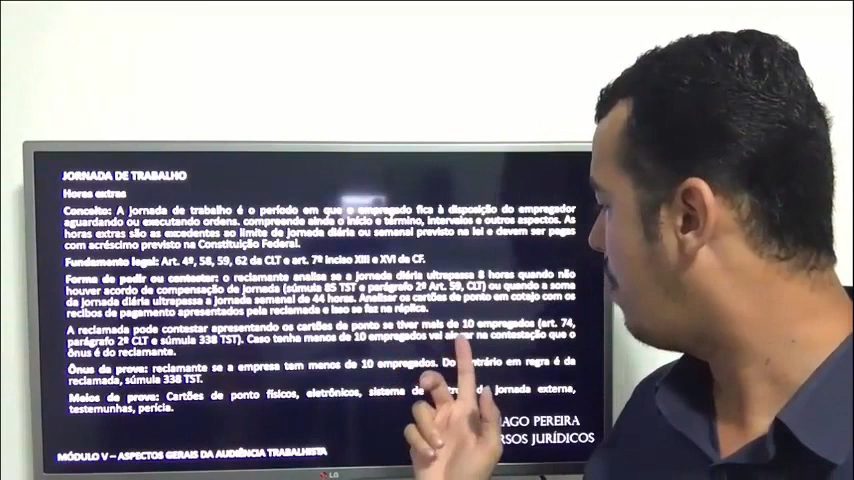 JORNADA DE TRABALHO
Horas extras
Conceito: A jornada de trabalho é o período em que o empregado fica à disposição do empregador
aguardando ou executando ordens. compreende ainda o início e término, intervalos e outros aspectos. As
horas extras são as excedentes ao limite de jornada diária ou semanal previsto na lei e devem ser pagas
com acréscimo previsto na Constituição Federal.
Fundamento legal: Art. 4º, 58, 59, 62 da CLT e art. 7º inciso XIII e XVI da CF.
Forma de pedir ou contestar: o reclamante analisa se a jornada diária ultrapassa 8 horas quando não
houver acordo de compensação de jornada (súmula 85 TST e parágrafo 2º Art. 59, CLT) ou quando a soma
da jornada diária ultrapassa a jornada semanal de 44 horas. Analisar os cartões de ponto em cotejo com os
recibos de pagamento apresentados pela reclamada e isso se faz na réplica.
A reclamada pode contestar apresentando os cartões de ponto se tiver mais de 10 empregados (art. 74,
parágrafo 2º CLT e súmula 338 TST). Caso tenha menos de 10 empregados vai na contestação que o
ônus é do reclamante.
Ônus da prova: reclamante se a empresa tem menos de 10 empregados. Do contrário em regra é da
reclamada, súmula 338 TST.
Meios de prova: Cartões de ponto físicos, eletrônicos, sistema de jornada externa,
testemunhas, perícia.
IAGO PEREIRA
RSOS JURÍDICOS
MÓDULO V – ASPECTOS GERAIS DA AUDIÊNCIA TRABALHISTA
LG